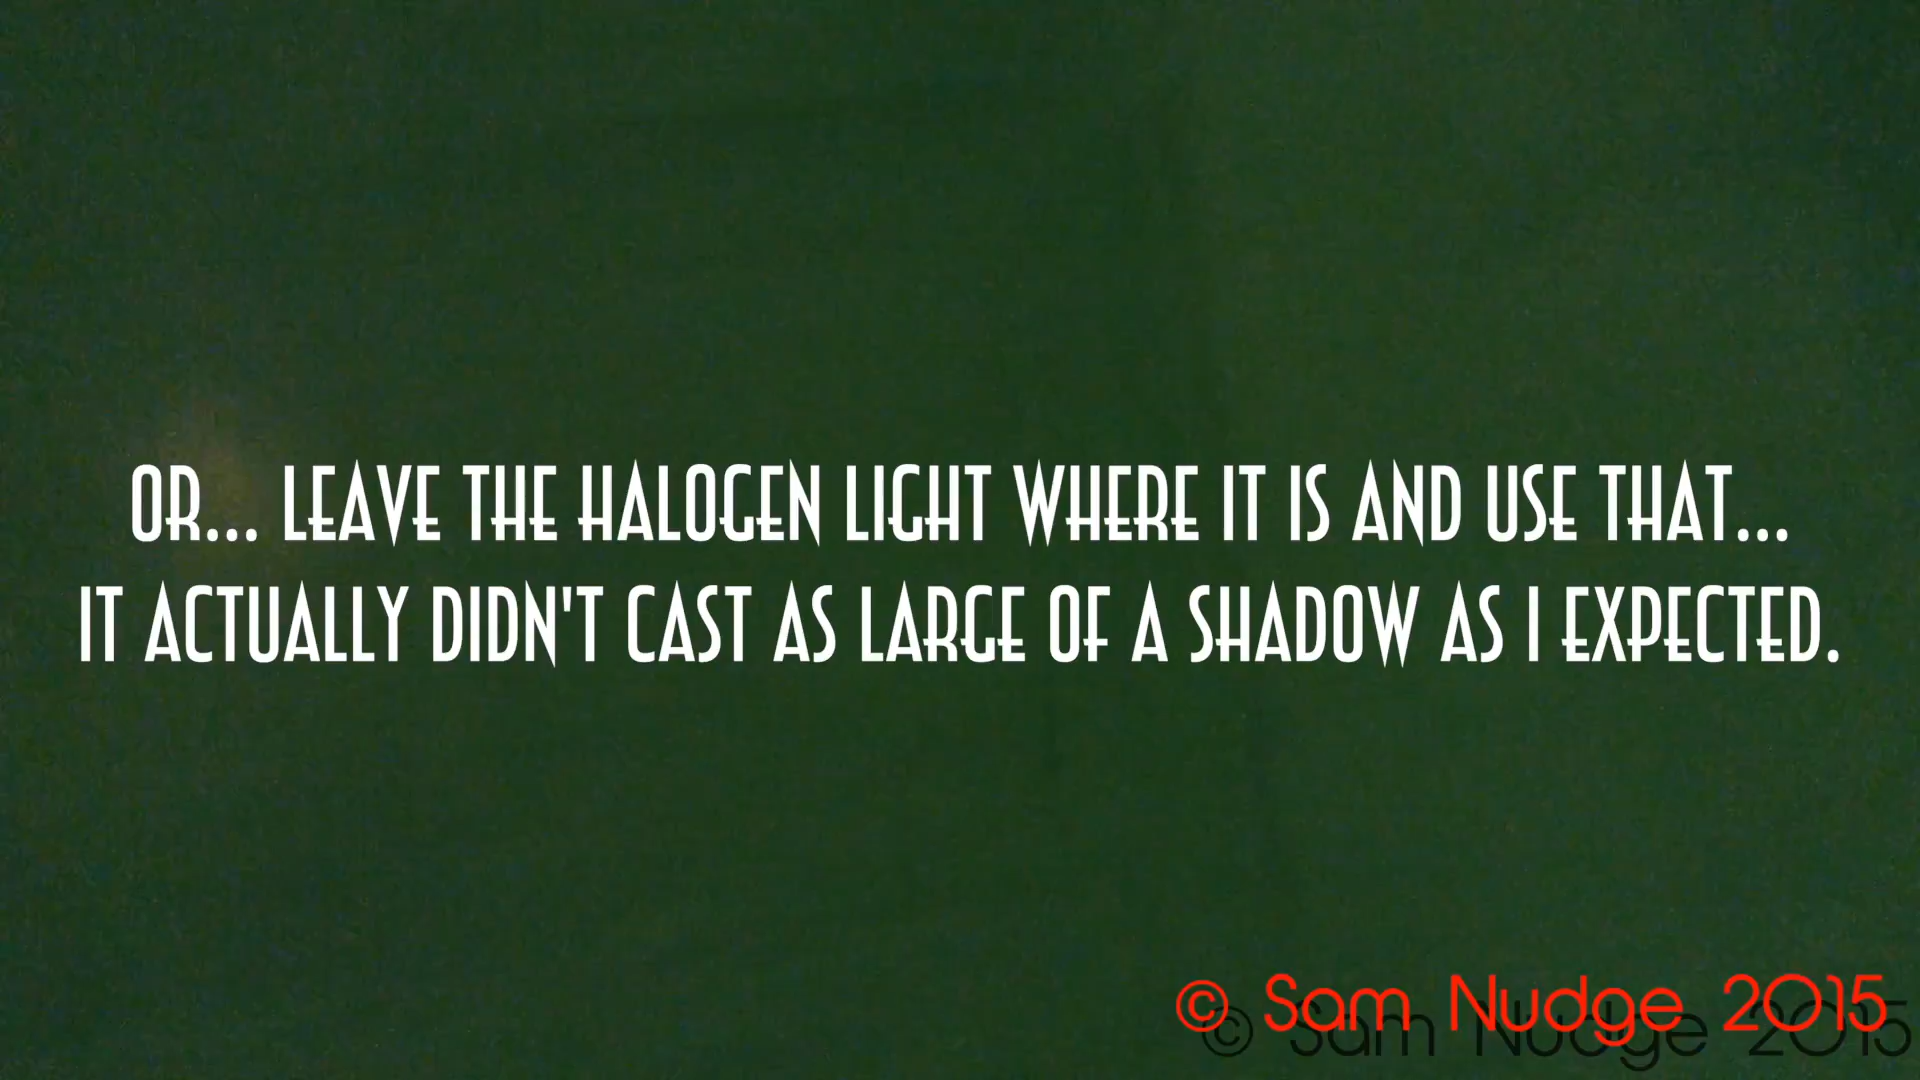 OR... LEAVE THE HALOGEN LIGHT WHERE IT IS AND USE THAT...
IT ACTUALLY DIDN'T CAST AS LARGE OF A SHADOW AS I EXPECTED.
© Sam Nudge 2015